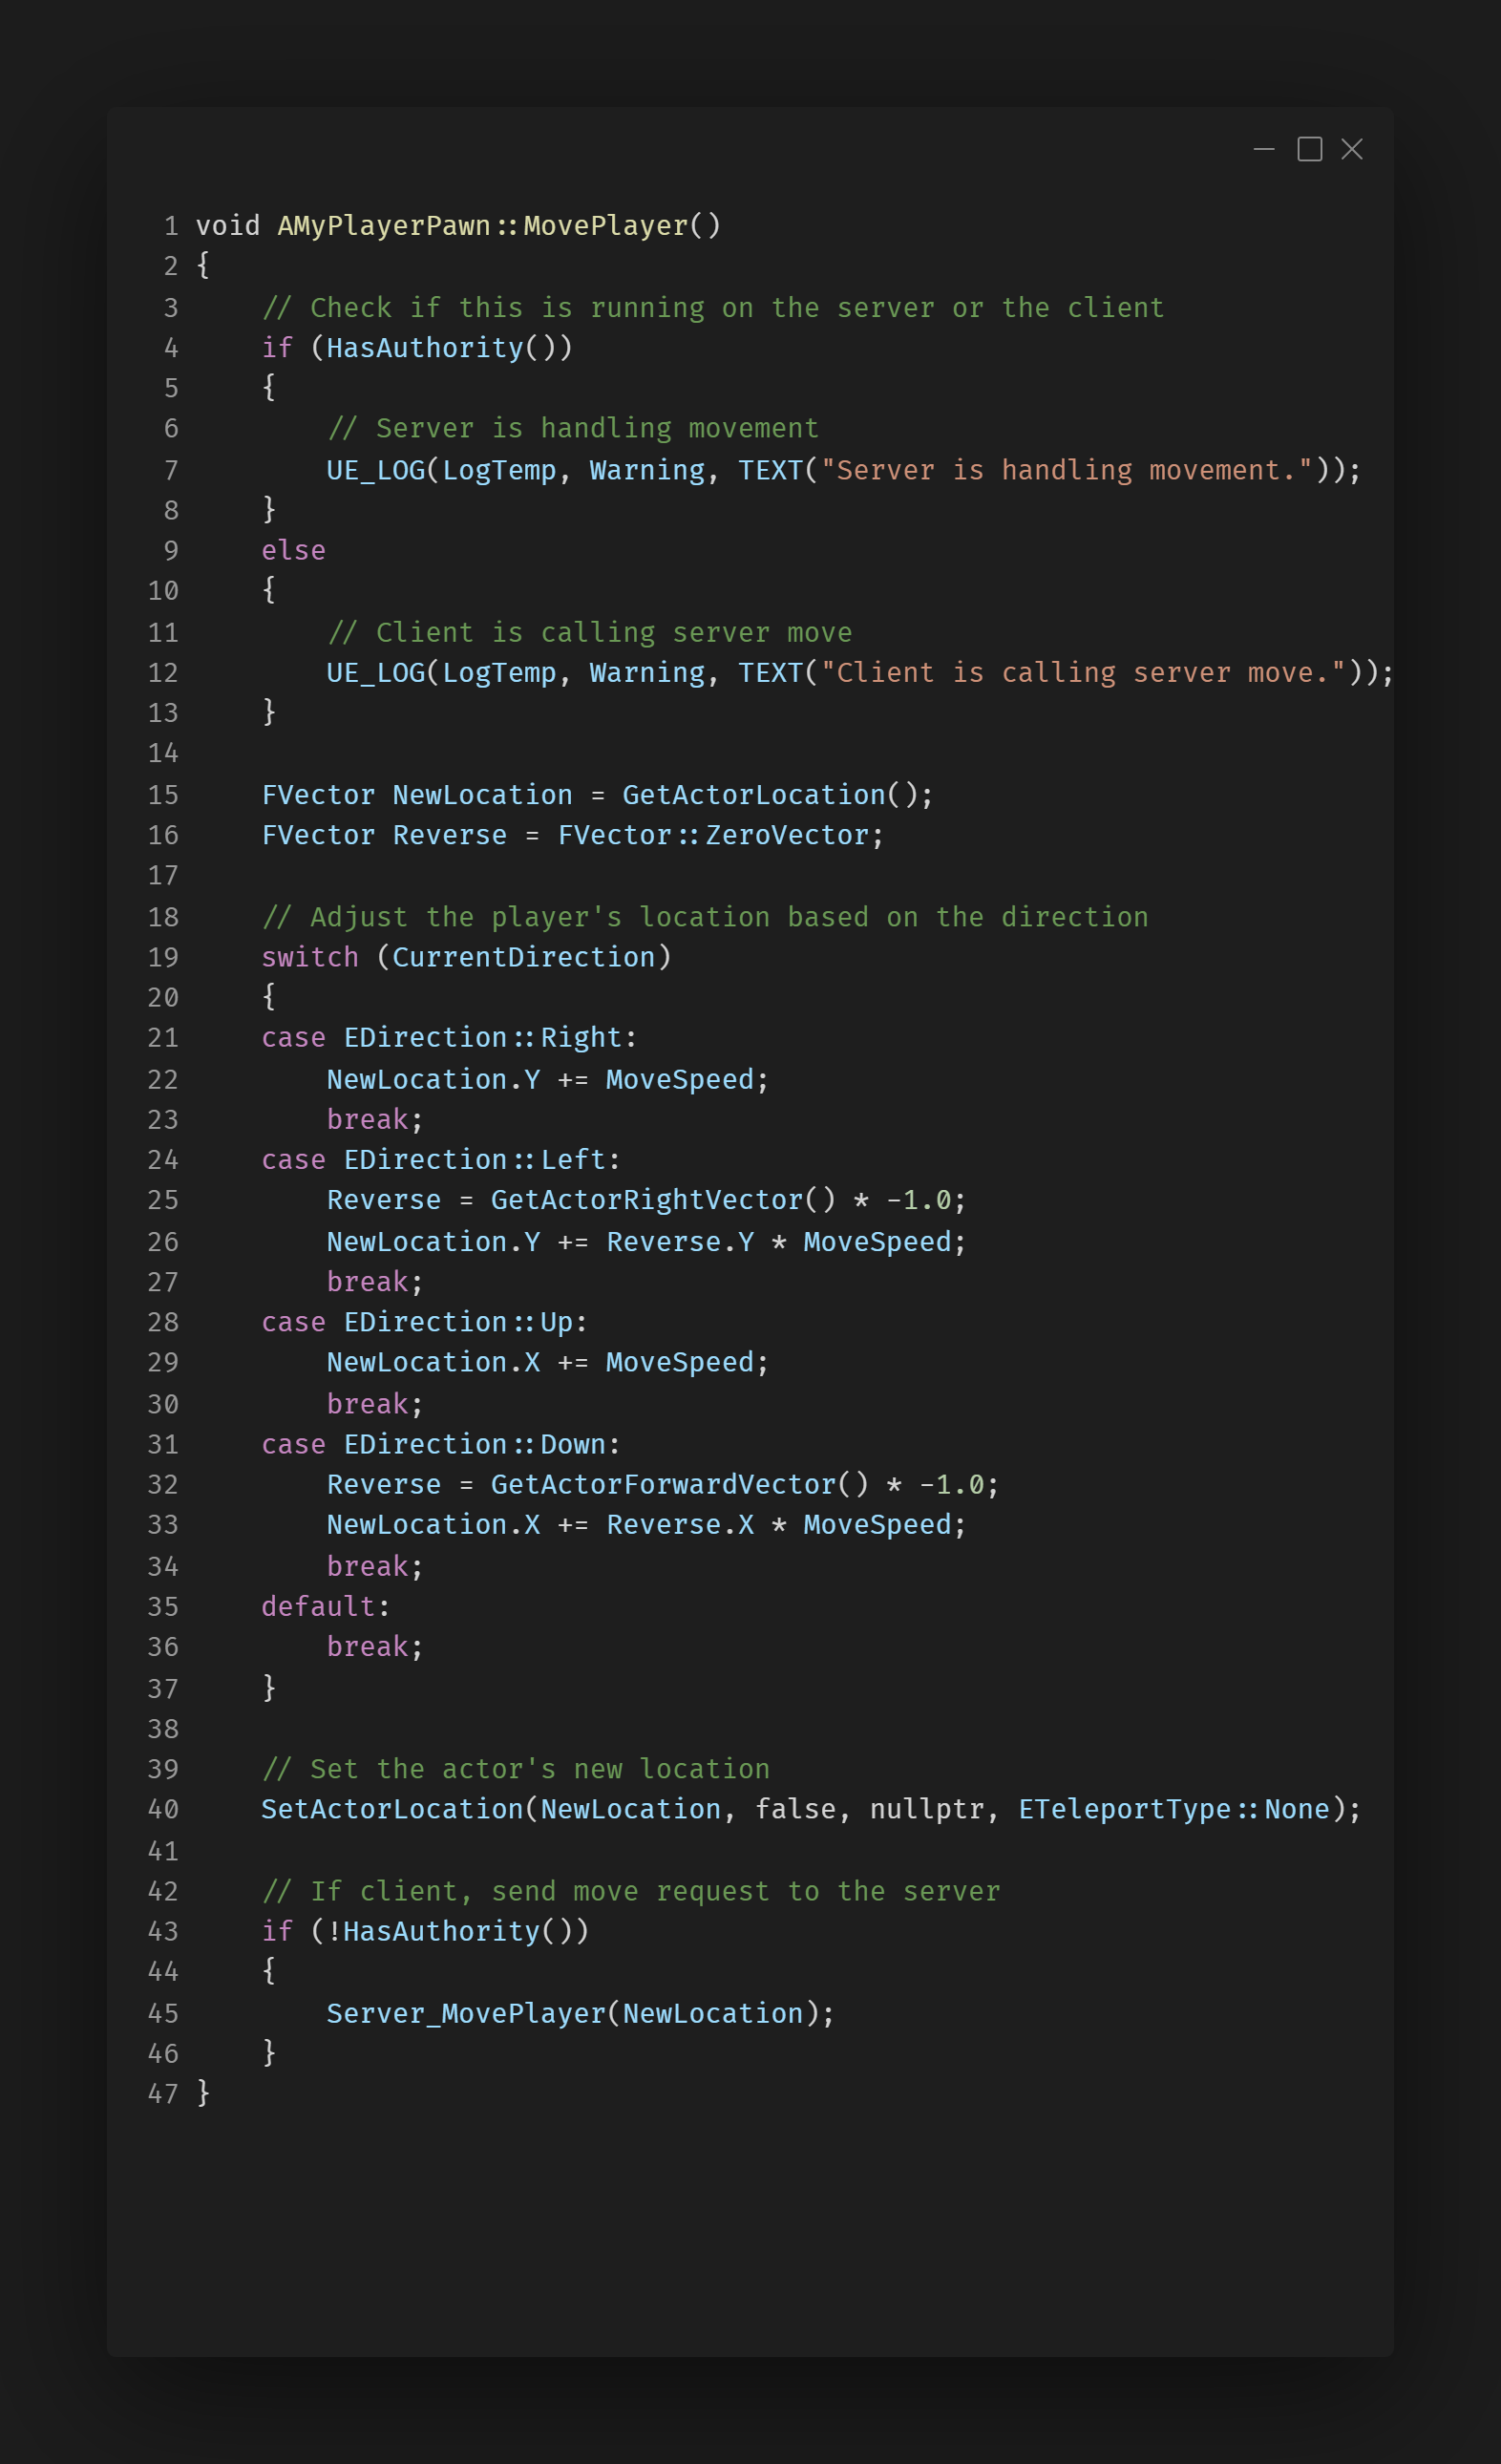 1 void AMyPlayerPawn::MovePlayer()
2 {
3     // Check if this is running on the server or the client
4     if (HasAuthority())
5     {
6         // Server is handling movement
7         UE_LOG(LogTemp, Warning, TEXT("Server is handling movement."));
8     }
9     else
10     {
11         // Client is calling server move
12         UE_LOG(LogTemp, Warning, TEXT("Client is calling server move."));
13     }
14
15     FVector NewLocation = GetActorLocation();
16     FVector Reverse = FVector::ZeroVector;
17
18     // Adjust the player's location based on the direction
19     switch (CurrentDirection)
20     {
21     case EDirection::Right:
22         NewLocation.Y += MoveSpeed;
23         break;
24     case EDirection::Left:
25         Reverse = GetActorRightVector() * -1.0;
26         NewLocation.Y += Reverse.Y * MoveSpeed;
27         break;
28     case EDirection::Up:
29         NewLocation.X += MoveSpeed;
30         break;
31     case EDirection::Down:
32         Reverse = GetActorForwardVector() * -1.0;
33         NewLocation.X += Reverse.X * MoveSpeed;
34         break;
35     default:
36         break;
37     }
38
39     // Set the actor's new location
40     SetActorLocation(NewLocation, false, nullptr, ETeleportType::None);
41
42     // If client, send move request to the server
43     if (!HasAuthority())
44     {
45         Server_MovePlayer(NewLocation);
46     }
47 }